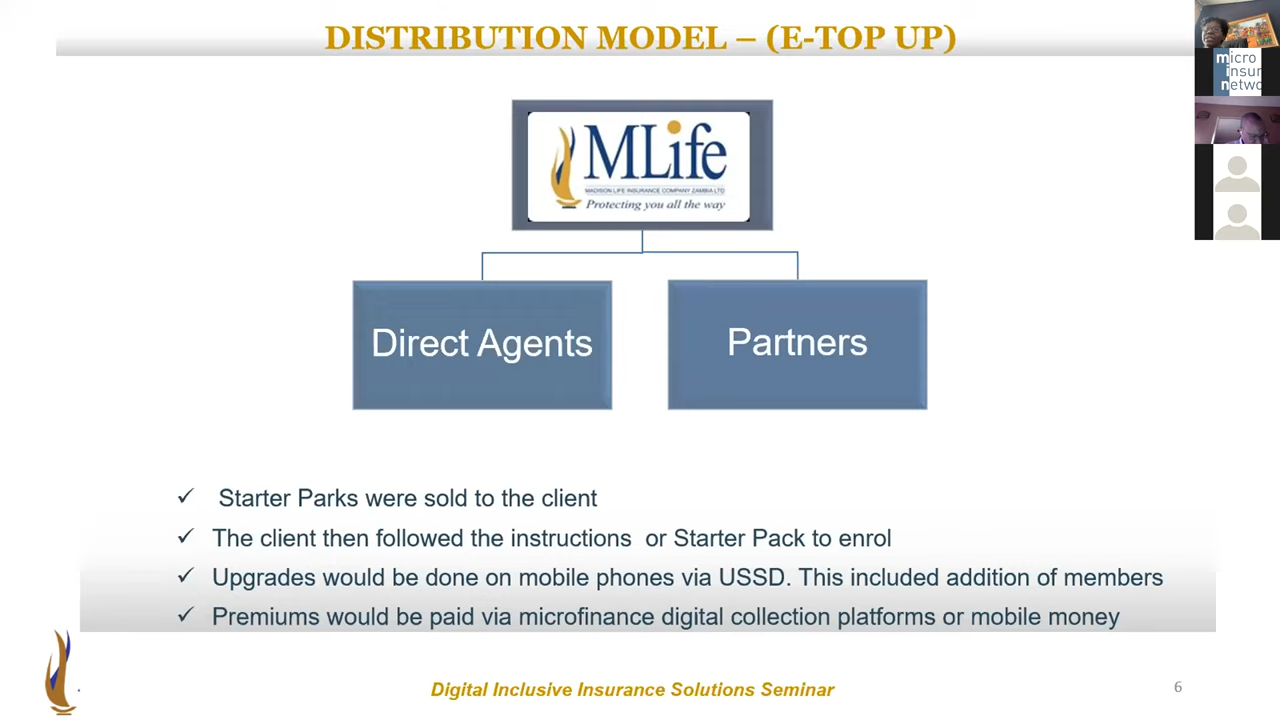 DISTRIBUTION MODEL – (E-TOP UP)
micro
insur
netwo
MLife
MADISON LIFE INSURANCE COMPANY ZAMBIA LTD
Protecting you all the way
Direct Agents
Partners
✓ Starter Parks were sold to the client
✓ The client then followed the instructions or Starter Pack to enrol
✓ Upgrades would be done on mobile phones via USSD. This included addition of members
✓ Premiums would be paid via microfinance digital collection platforms or mobile money
Digital Inclusive Insurance Solutions Seminar
6